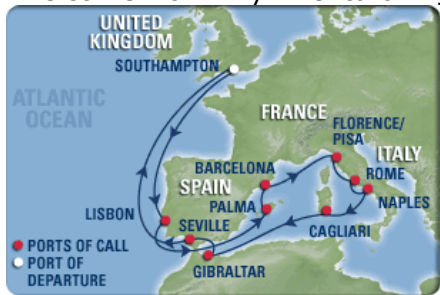 UNITED
KINGDOM
SOUTHAMPTON
ATLANTIC
OCEAN
FRANCE
FLORENCE/
PISA
ITALY
BARCELONA
ROME
SPAIN
NAPLES
LISBON
PALMA
SEVILLE
CAGLIARI
PORTS OF CALL
PORT OF
DEPARTURE
GIBRALTAR